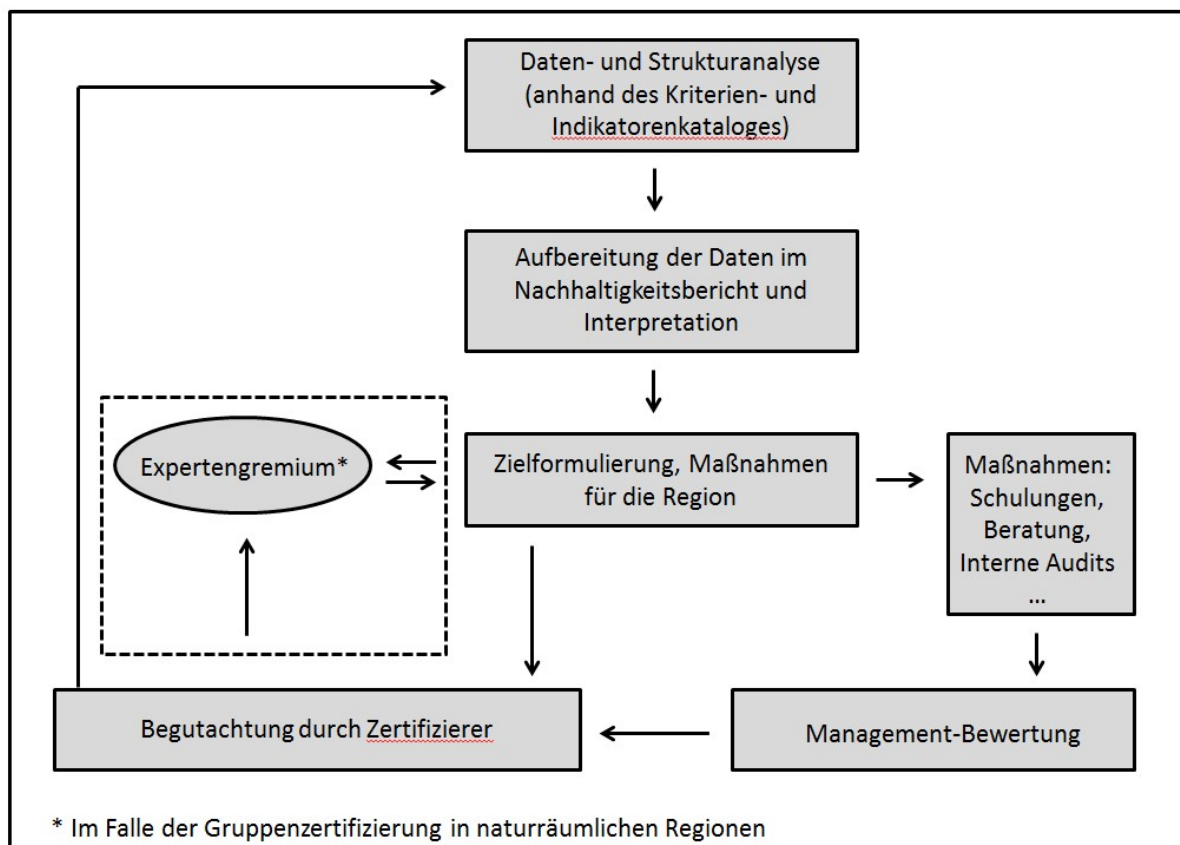 Daten- und Strukturanalyse
(anhand des Kriterien- und
Indikatorenkataloges)
Aufbereitung der Daten im
Nachhaltigkeitsbericht und
Interpretation
Expertengremium*
Zielformulierung, Maßnahmen
für die Region
Maßnahmen:
Schulungen,
Beratung,
Interne Audits
...
Begutachtung durch Zertifizierer
Management-Bewertung
* Im Falle der Gruppenzertifizierung in naturräumlichen Regionen